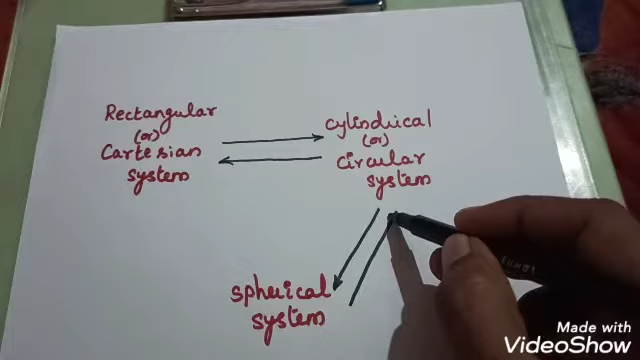 Rectangular
(or)
Cartesian
system
Cylindrical
(or)
Circular
system
spherical
system
Made with
VideoShow